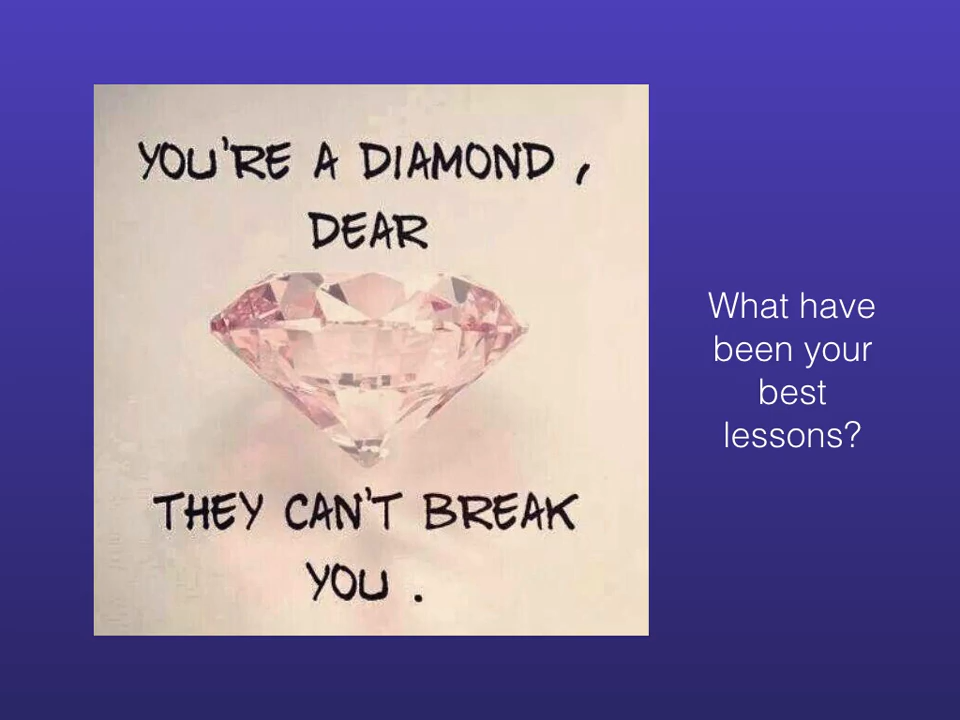 YOU'RE A DIAMOND ,
DEAR
THEY CAN'T BREAK
YOU .
What have
been your
best
lessons?